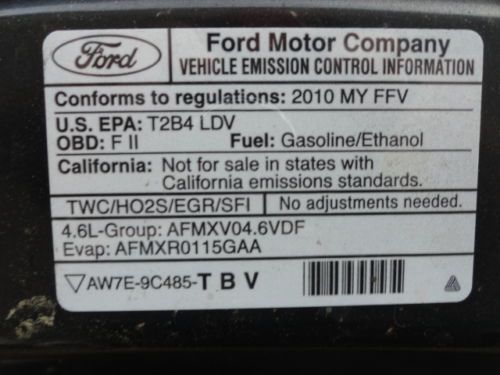 Ford
Ford Motor Company
VEHICLE EMISSION CONTROL INFORMATION
Conforms to regulations: 2010 MY FFV
U.S. EPA: T2B4 LDV
OBD: F II Fuel: Gasoline/Ethanol
California: Not for sale in states with
California emissions standards.
TWC/HO2S/EGR/SFI No adjustments needed.
4.6L-Group: AFMXV04.6VDF
Evap: AFMXR0115GAA
AW7E-9C485-T B V